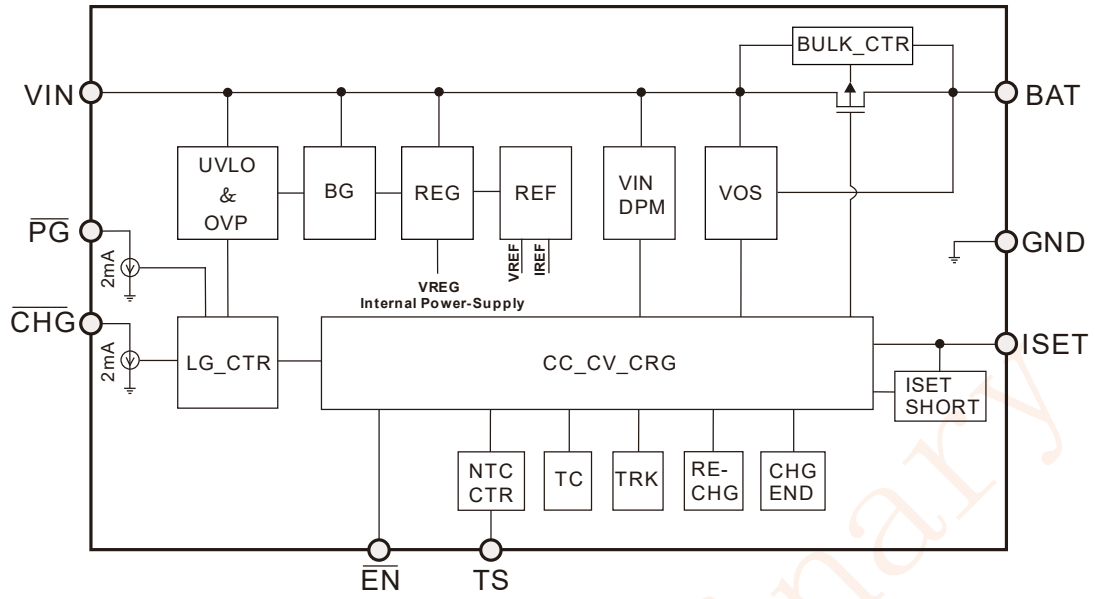 BULK_CTR
VIN
BAT
UVLO
&
OVP
BG
REG
REF
VIN
DPM
VOS
PG
2mA
VREF
IREF
GND
VREG
Internal Power-Supply
CHG
2mA
LG_CTR
CC_CV_CRG
ISET
ISET
SHORT
NTC
CTR
TC
TRK
RE-
CHG
CHG
END
EN
TS